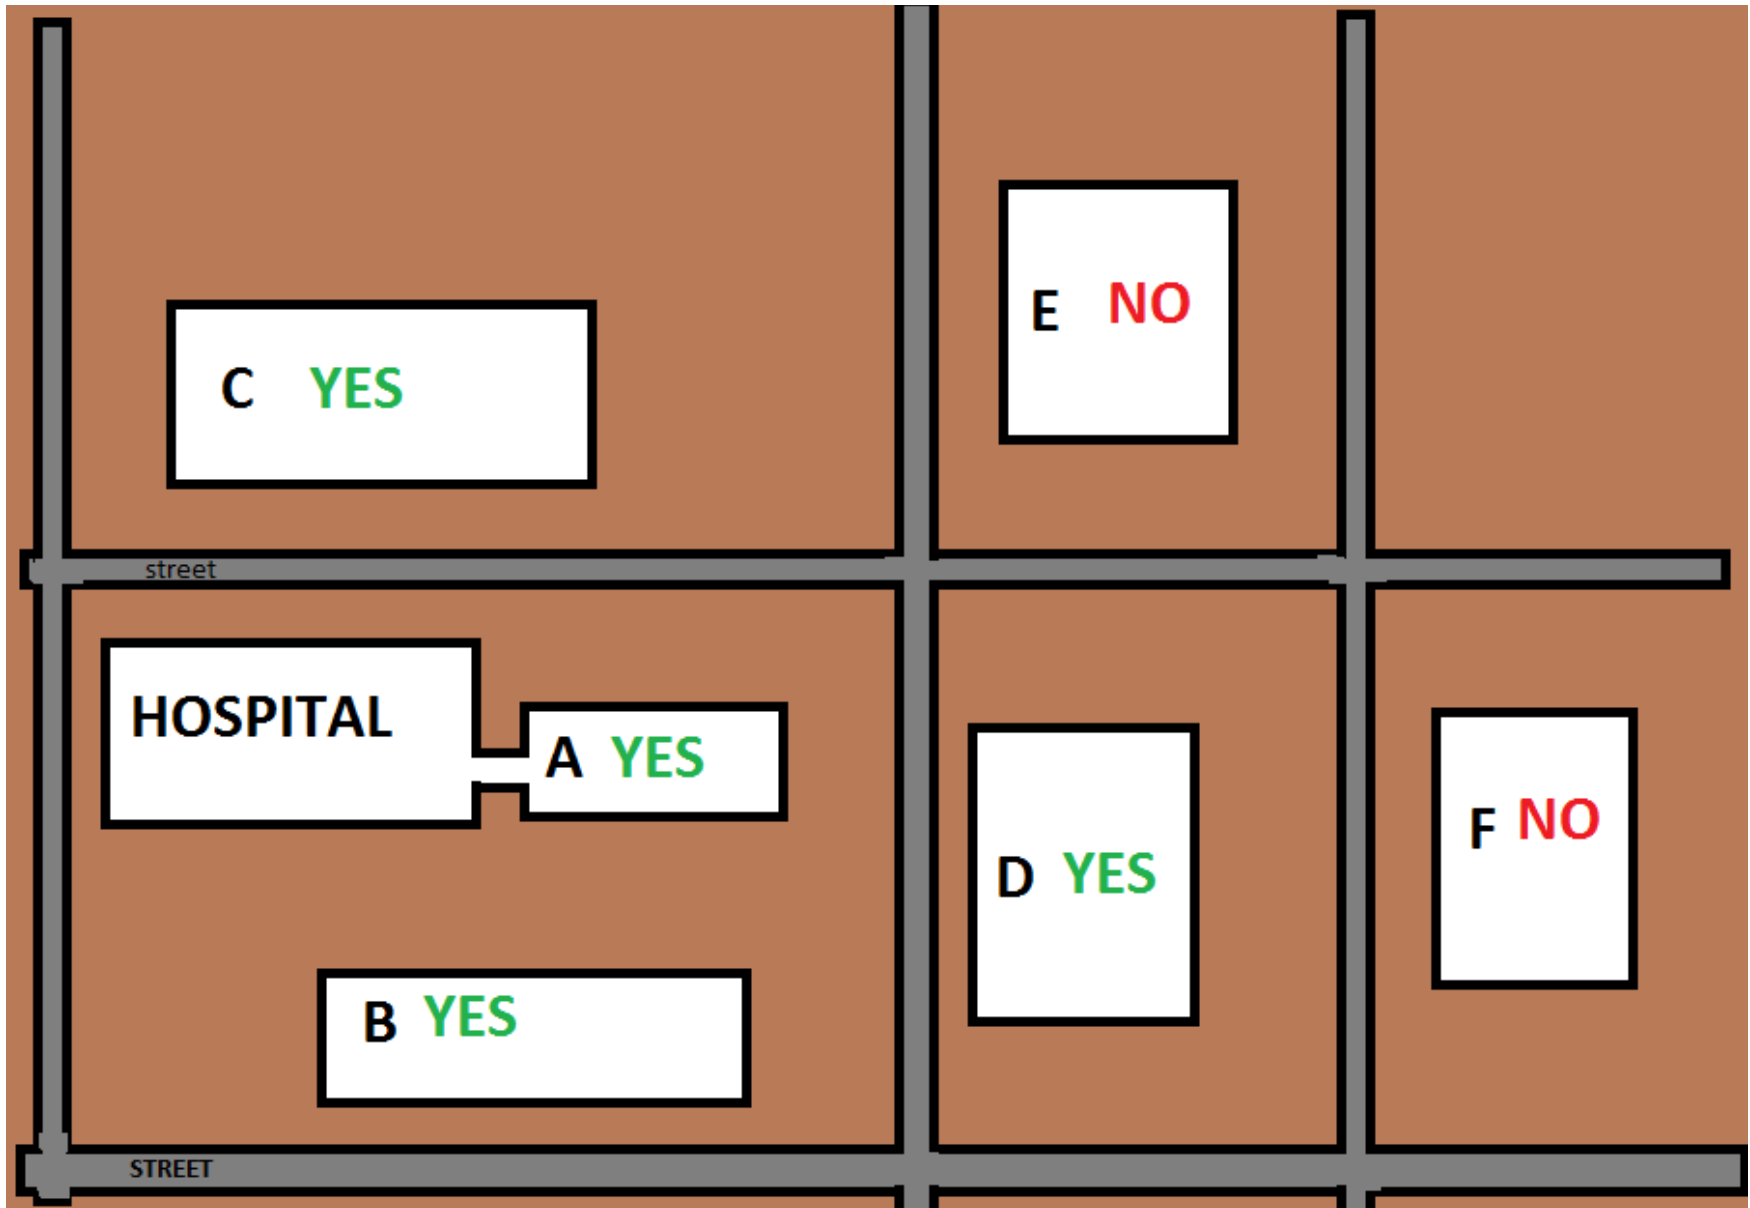 E NO
C YES
street
HOSPITAL
A YES
F NO
D YES
B YES
STREET